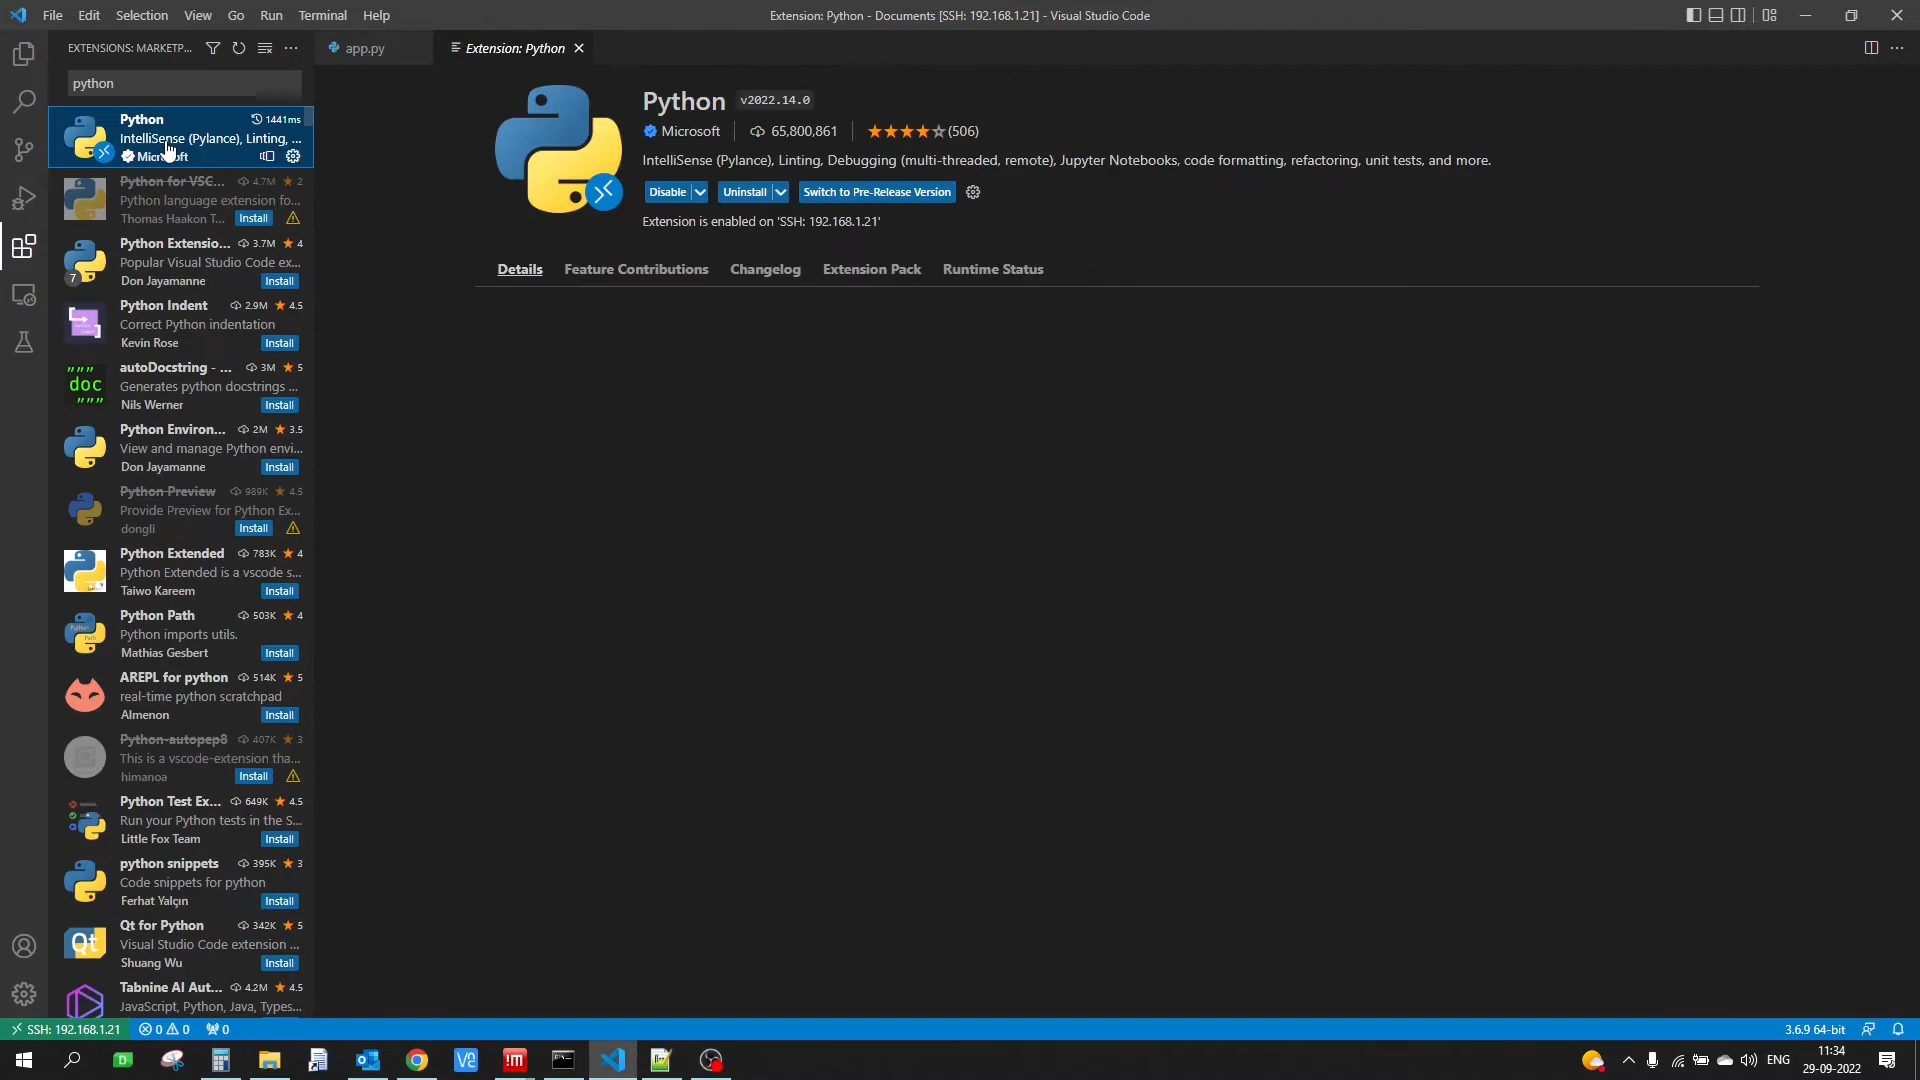 File Edit Selection View Go Run Terminal Help
Extension: Python - Documents [SSH: 192.168.1.21] - Visual Studio Code
EXTENSIONS: MARKETP...
app.py
Extension: Python
python
Python 1441ms
IntelliSense (Pylance), Linting, ...
Microsoft
Python for VSC... 4.7M 2
Python language extension fo...
Thomas Haakon T... Install
Python Extensio... 3.7M 4
Popular Visual Studio Code ex...
7
Don Jayamanne Install
Python Indent 2.9M 4.5
Correct Python indentation
Kevin Rose Install
autoDocstring - ... 3M 5
"""
doc
"""
Generates python docstrings ...
Nils Werner Install
Python Environ... 2M 3.5
View and manage Python envi...
Don Jayamanne Install
Python Preview 989K 4.5
Provide Preview for Python Ex...
dongli Install
Python Extended 783K 4
Python Extended is a vscode s...
Taiwo Kareem Install
Python Path 503K 4
Python
Path
Python imports utils.
Mathias Gesbert Install
AREPL for python 514K 5
real-time python scratchpad
Almenon Install
Python-autopep8 407K 3
This is a vscode-extension tha...
himanoa Install
Python Test Ex... 649K 4.5
Run your Python tests in the S...
Little Fox Team Install
python snippets 395K 3
Code snippets for python
Ferhat Yalçın Install
Qt for Python 342K 5
Qt
Visual Studio Code extension ...
Shuang Wu Install
Tabnine AI Aut... 4.2M 4.5
JavaScript, Python, Java, Types...
Python v2022.14.0
Microsoft 65,800,861 (506)
IntelliSense (Pylance), Linting, Debugging (multi-threaded, remote), Jupyter Notebooks, code formatting, refactoring, unit tests, and more.
Disable Uninstall Switch to Pre-Release Version
Extension is enabled on 'SSH: 192.168.1.21'
Details Feature Contributions Changelog Extension Pack Runtime Status
SSH: 192.168.1.21 0 0 0
3.6.9 64-bit
ENG
11:34
29-09-2022